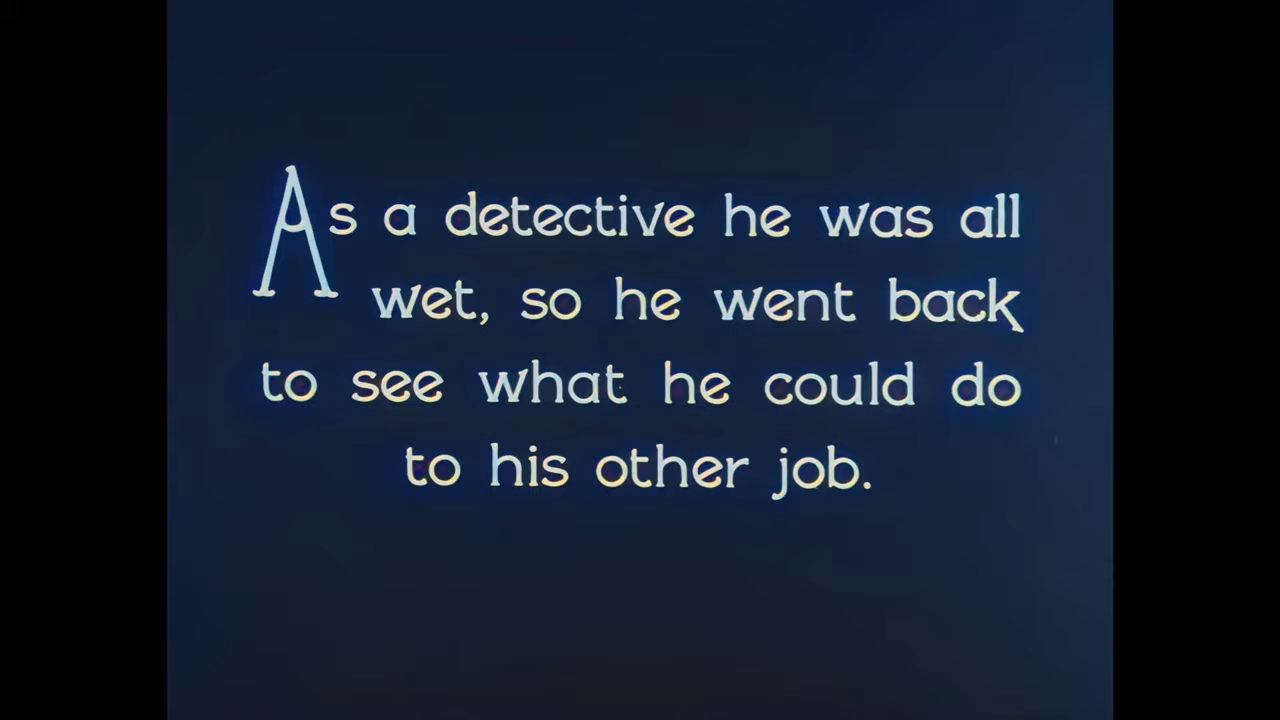 As a detective he was all
wet, so he went back
to see what he could do
to his other job.